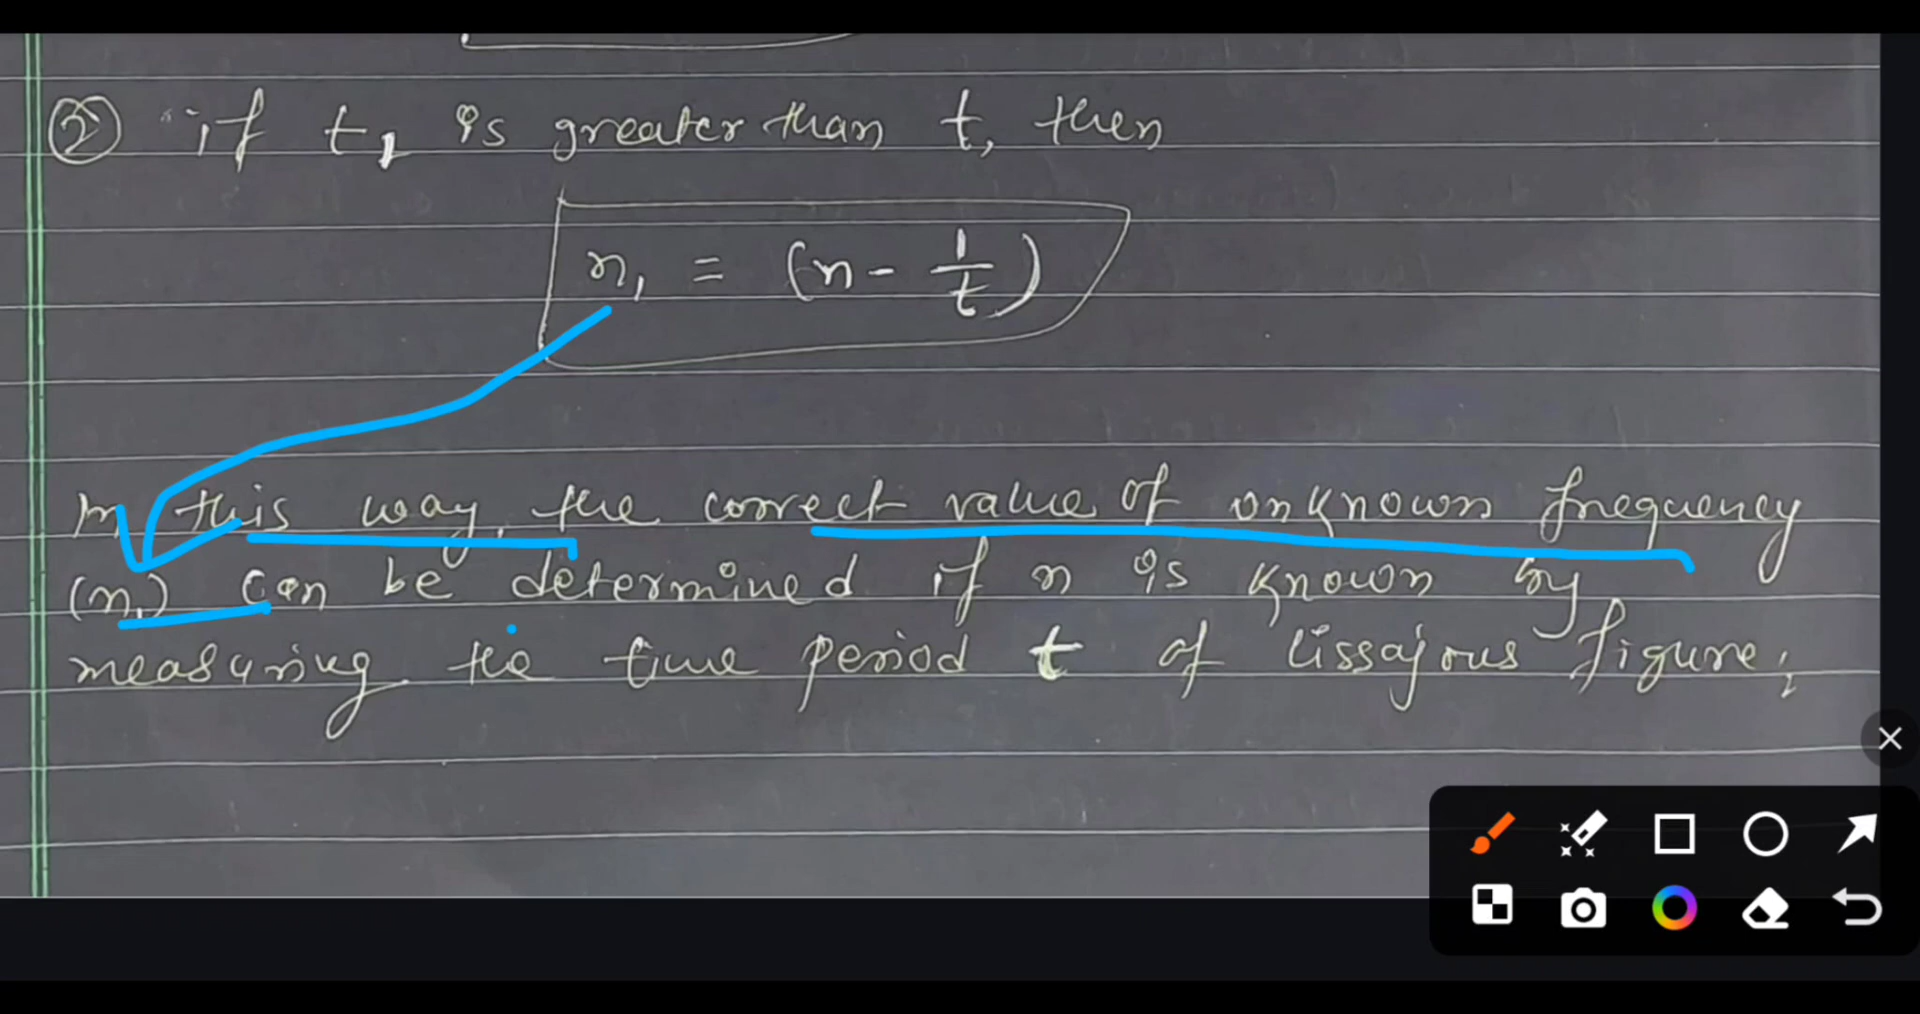 ② if t₁ is greater than t, then
n₁ = (n - 1/t)
In this way, the correct value of unknown frequency
(n₁) can be determined if n is known by
measuring the time period t of lissajous figure;